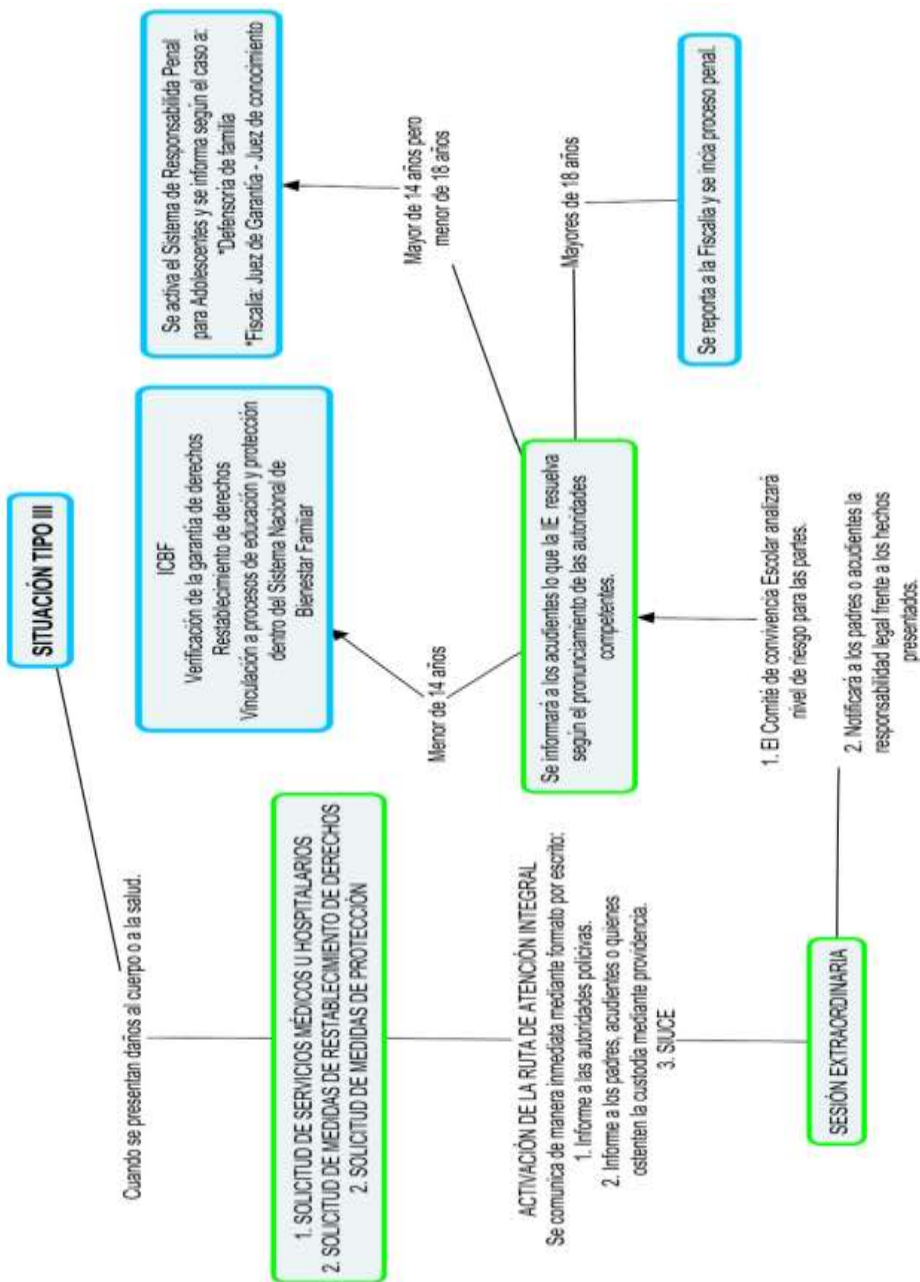 SITUACIÓN TIPO III
Cuando se presentan daños al cuerpo o a la salud.
1. SOLICITUD DE SERVICIOS MÉDICOS U HOSPITALARIOS
2. SOLICITUD DE MEDIDAS DE RESTABLECIMIENTO DE DERECHOS
2. SOLICITUD DE MEDIDAS DE PROTECCIÓN
ACTIVACIÓN DE LA RUTA DE ATENCIÓN INTEGRAL
Se comunica de manera inmediata mediante formato por escrito:
1. Informe a las autoridades policivas.
2. Informe a los padres, acudientes o quienes
ostenten la custodia mediante providencia.
3. SIUCE
SESIÓN EXTRAORDINARIA
1. El Comité de convivencia Escolar analizará
nivel de riesgo para las partes.
2. Notificará a los padres o acudientes la
responsabilidad legal frente a los hechos
presentados.
Se informará a los acudientes lo que la IE resuelva
según el pronunciamiento de las autoridades
competentes.
Menor de 14 años
ICBF
Verificación de la garantía de derechos
Restablecimiento de derechos
Vinculación a procesos de educación y protección
dentro del Sistema Nacional de
Bienestar Familiar
Mayor de 14 años pero
menor de 18 años
Se activa el Sistema de Responsabilida Penal
para Adolescentes y se informa según el caso a:
*Defensoria de familia
*Fiscalia: Juez de Garantía - Juez de conocimiento
Mayores de 18 años
Se reporta a la Fiscalia y se incia proceso penal.